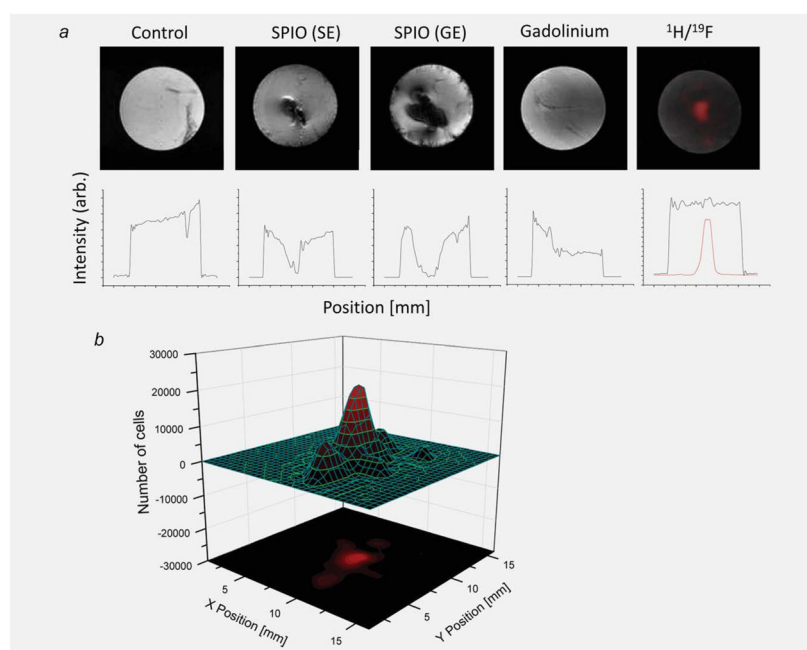 a
Control SPIO (SE) SPIO (GE) Gadolinium ¹H/¹⁹F
Intensity (arb.)
Position [mm]
b
30000
20000
10000
0
-10000
-20000
-30000
Number of cells
5
10
15
X Position [mm]
5
10
15
Y Position [mm]